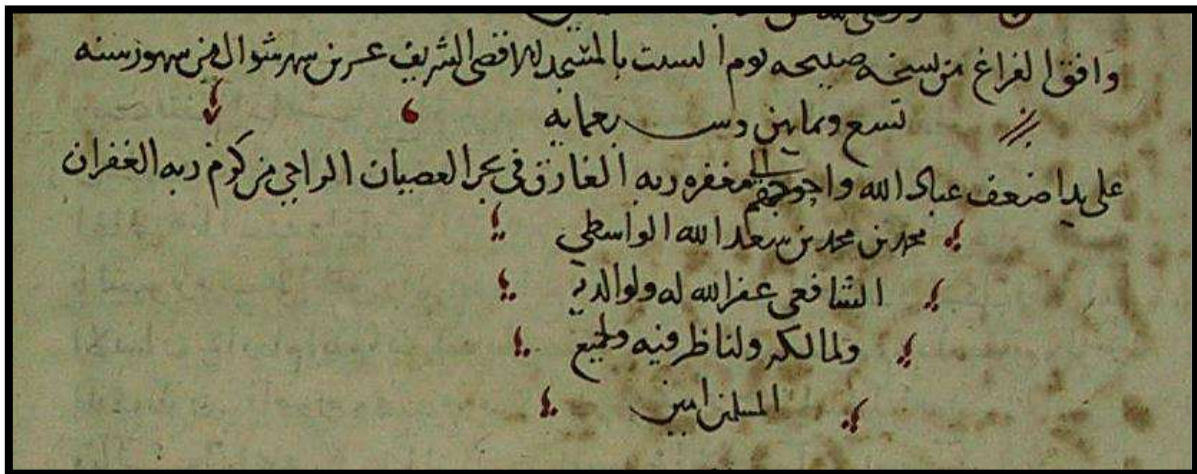 وافق الفراغ من نسخه صبيحه يوم السبت بالمسجد الاقصى الشريف عشرين شهر شوال من شهور سنه
تسع وثمانين وسبعمايه
على يد اضعف عباد الله واحوجهم الى مغفره ربه الغارق في بحر العصيان الراجي من كرم ربه الغفران
محمد بن محمد بن سعد الله الواسطي
الشافعي غفر الله له ولوالديه
ولمالكه ولناظر فيه ولجميع
المسلمين امين